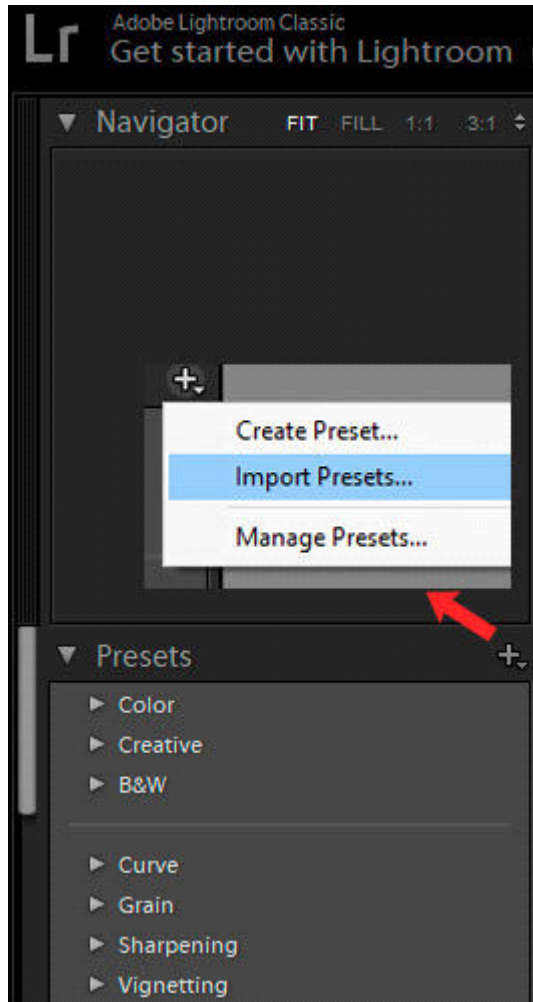 Lr
Adobe Lightroom Classic
Get started with Lightroom
Navigator FIT FILL 1:1 3:1
Create Preset...
Import Presets...
Manage Presets...
Presets
Color
Creative
B&W
Curve
Grain
Sharpening
Vignetting